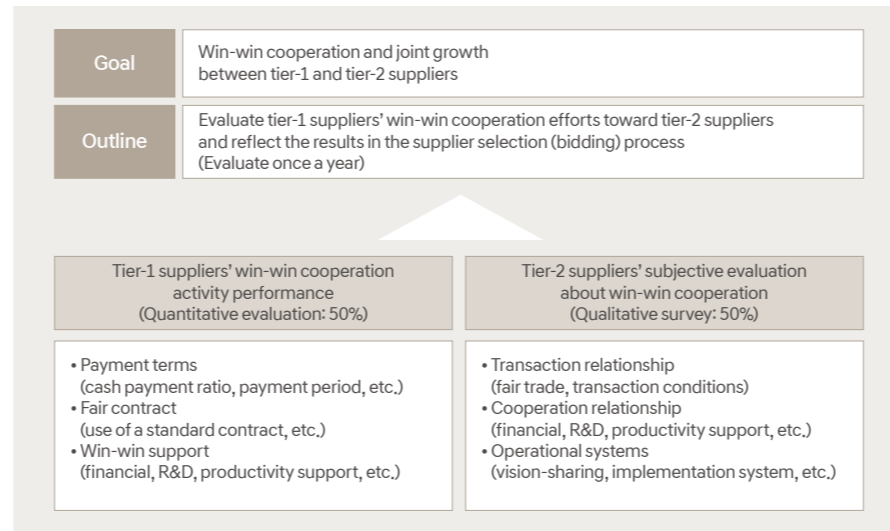 Goal
Win-win cooperation and joint growth
between tier-1 and tier-2 suppliers
Outline
Evaluate tier-1 suppliers’ win-win cooperation efforts toward tier-2 suppliers
and reflect the results in the supplier selection (bidding) process
(Evaluate once a year)
Tier-1 suppliers’ win-win cooperation
activity performance
(Quantitative evaluation: 50%)
• Payment terms
(cash payment ratio, payment period, etc.)
• Fair contract
(use of a standard contract, etc.)
• Win-win support
(financial, R&D, productivity support, etc.)
Tier-2 suppliers’ subjective evaluation
about win-win cooperation
(Qualitative survey: 50%)
• Transaction relationship
(fair trade, transaction conditions)
• Cooperation relationship
(financial, R&D, productivity support, etc.)
• Operational systems
(vision-sharing, implementation system, etc.)